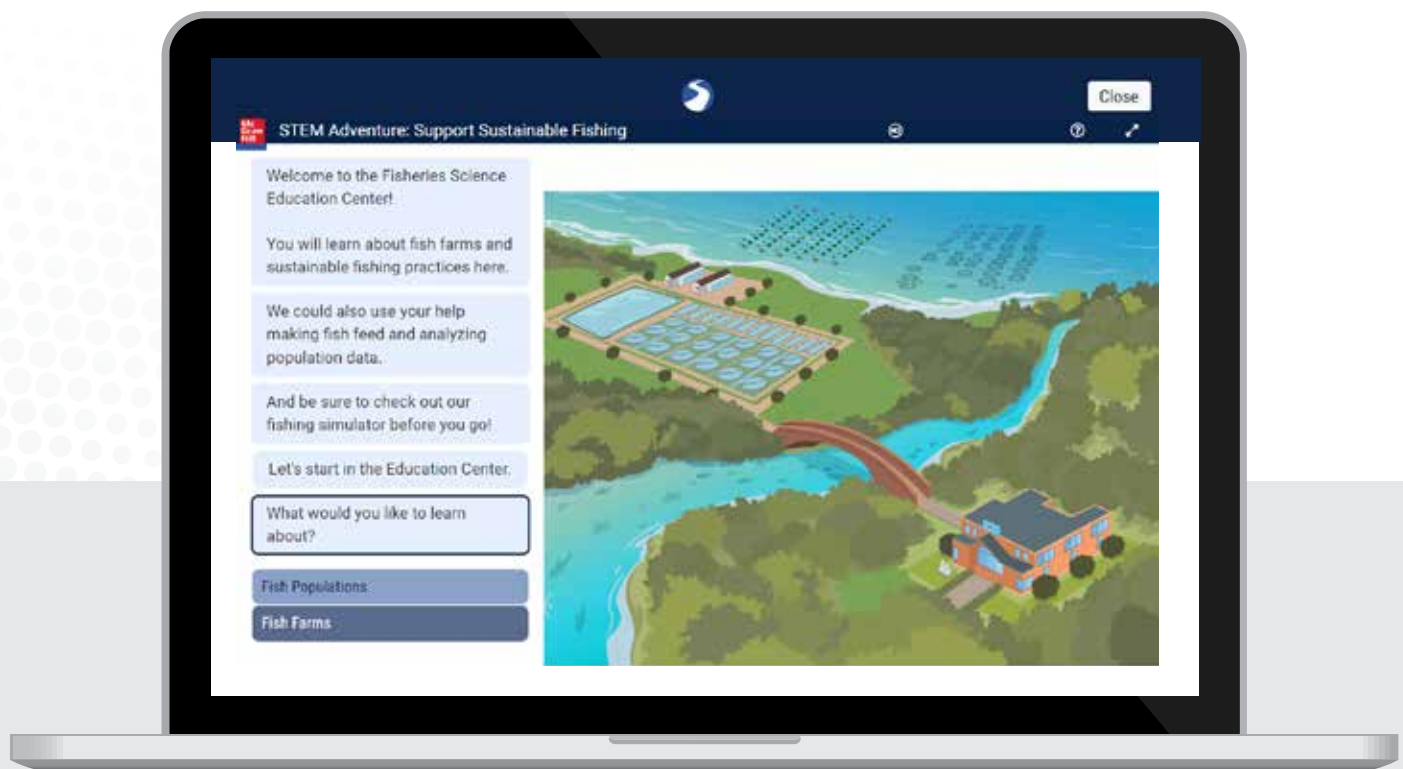 Close
Mc
Graw
Hill
STEM Adventure: Support Sustainable Fishing
Welcome to the Fisheries Science
Education Center!
You will learn about fish farms and
sustainable fishing practices here.
We could also use your help
making fish feed and analyzing
population data.
And be sure to check out our
fishing simulator before you go!
Let's start in the Education Center.
What would you like to learn
about?
Fish Populations
Fish Farms